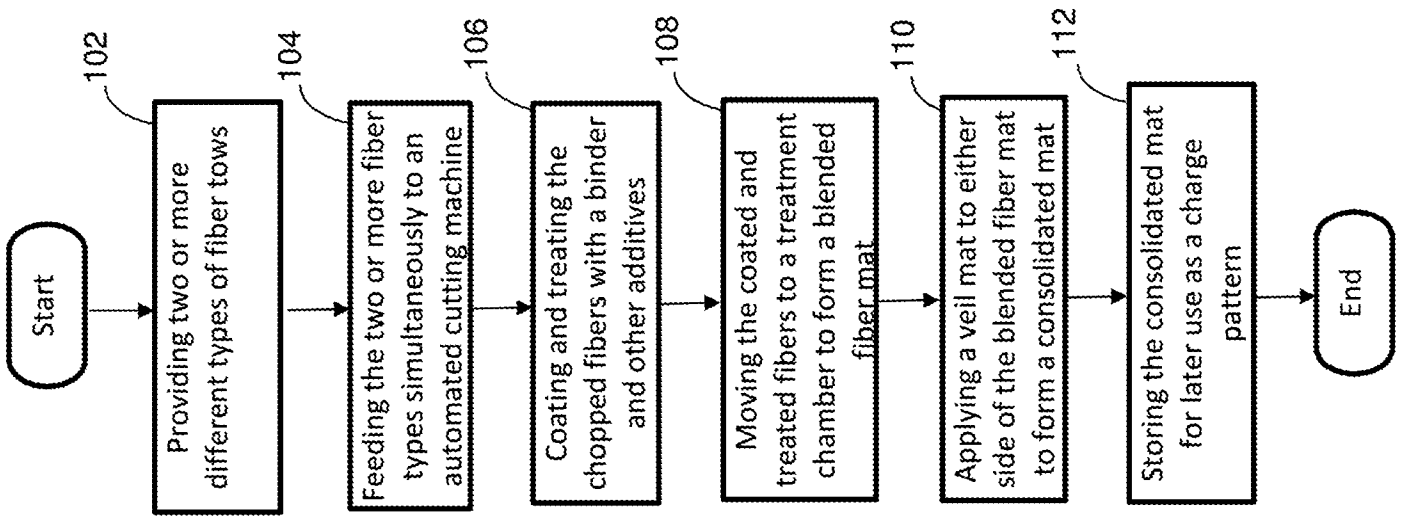 Start
102
Providing two or more
different types of fiber tows
104
Feeding the two or more fiber
types simultaneously to an
automated cutting machine
106
Coating and treating the
chopped fibers with a binder
and other additives
108
Moving the coated and
treated fibers to a treatment
chamber to form a blended
fiber mat
110
Applying a veil mat to either
side of the blended fiber mat
to form a consolidated mat
112
Storing the consolidated mat
for later use as a charge
pattern
End